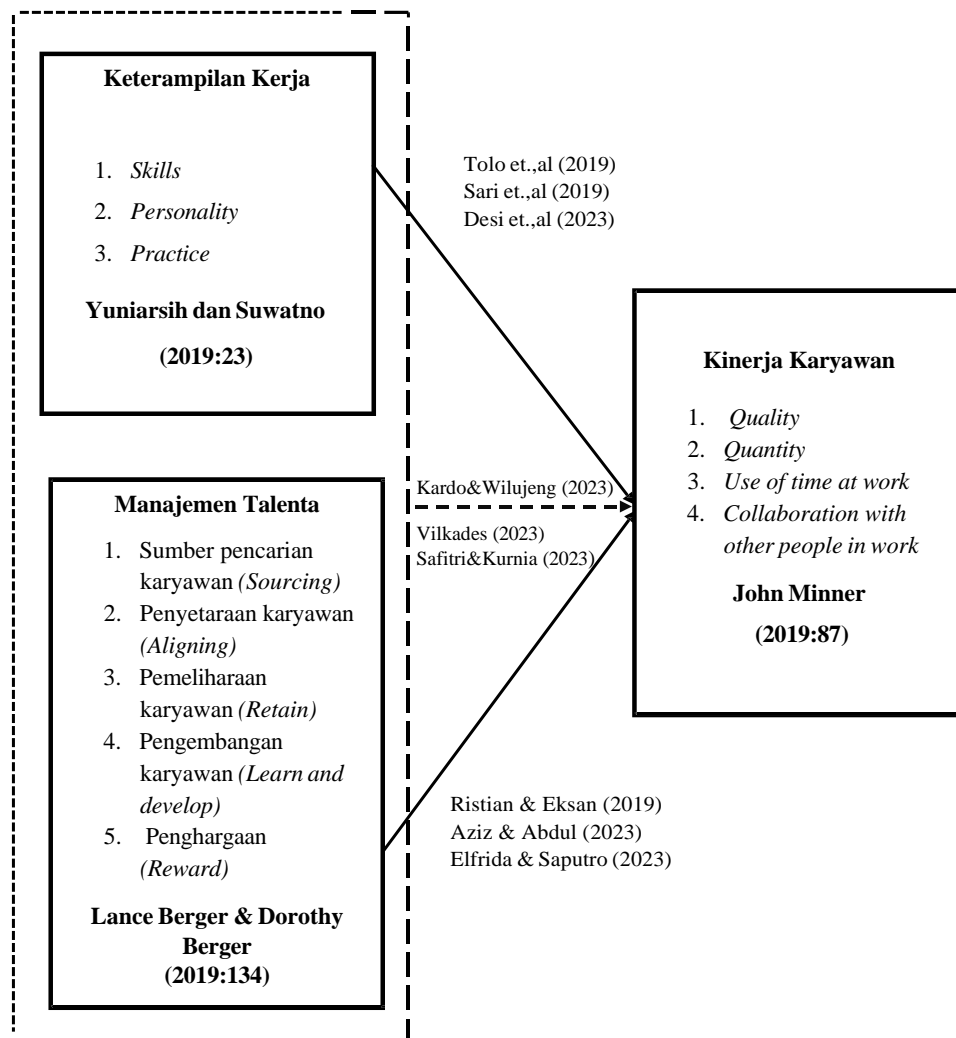 Keterampilan Kerja
1. Skills
2. Personality
3. Practice
Yuniarsih dan Suwatno
(2019:23)
Tolo et.,al (2019)
Sari et.,al (2019)
Desi et.,al (2023)
Manajemen Talenta
1. Sumber pencarian
karyawan (Sourcing)
2. Penyetaraan karyawan
(Aligning)
3. Pemeliharaan
karyawan (Retain)
4. Pengembangan
karyawan (Learn and
develop)
5. Penghargaan
(Reward)
Lance Berger & Dorothy
Berger
(2019:134)
Kardo&Wilujeng (2023)
Vilkades (2023)
Safitri&Kurnia (2023)
Ristian & Eksan (2019)
Aziz & Abdul (2023)
Elfrida & Saputro (2023)
Kinerja Karyawan
1. Quality
2. Quantity
3. Use of time at work
4. Collaboration with
other people in work
John Minner
(2019:87)